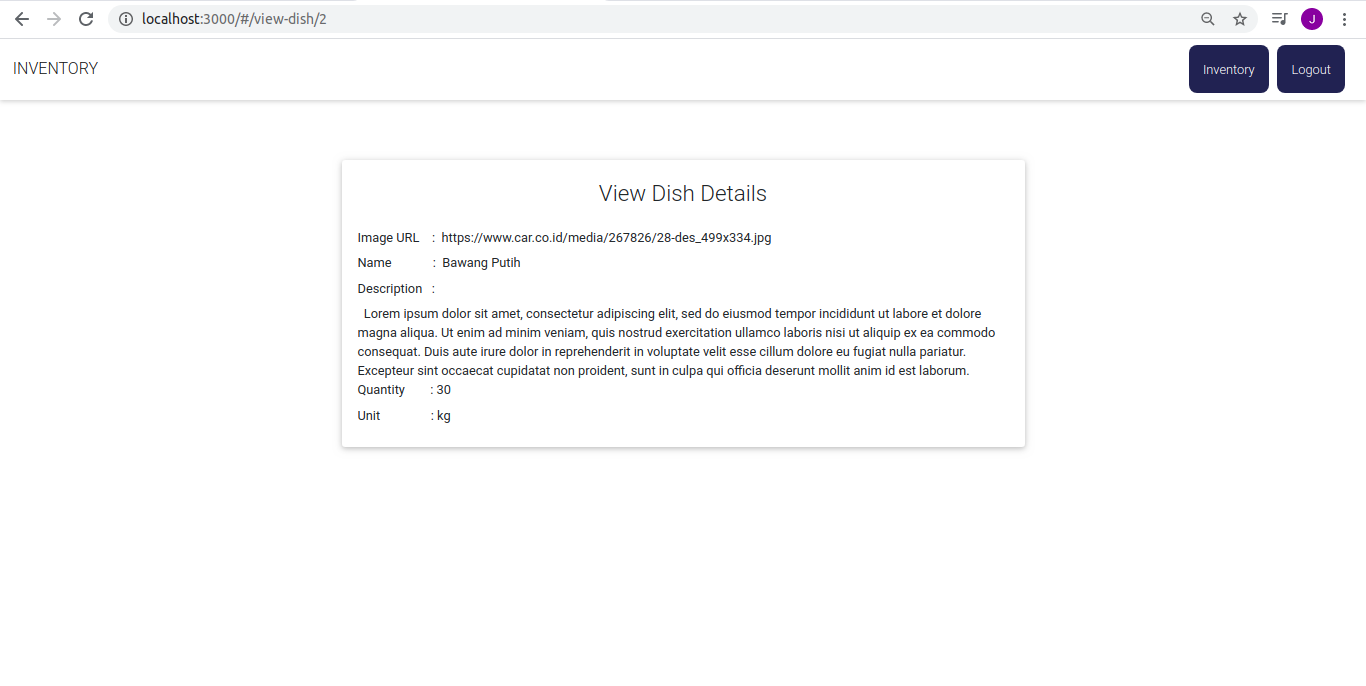 localhost:3000/#/view-dish/2
J
INVENTORY
Inventory
Logout
View Dish Details
Image URL : https://www.car.co.id/media/267826/28-des_499x334.jpg
Name : Bawang Putih
Description :
Lorem ipsum dolor sit amet, consectetur adipiscing elit, sed do eiusmod tempor incididunt ut labore et dolore
magna aliqua. Ut enim ad minim veniam, quis nostrud exercitation ullamco laboris nisi ut aliquip ex ea commodo
consequat. Duis aute irure dolor in reprehenderit in voluptate velit esse cillum dolore eu fugiat nulla pariatur.
Excepteur sint occaecat cupidatat non proident, sunt in culpa qui officia deserunt mollit anim id est laborum.
Quantity : 30
Unit : kg